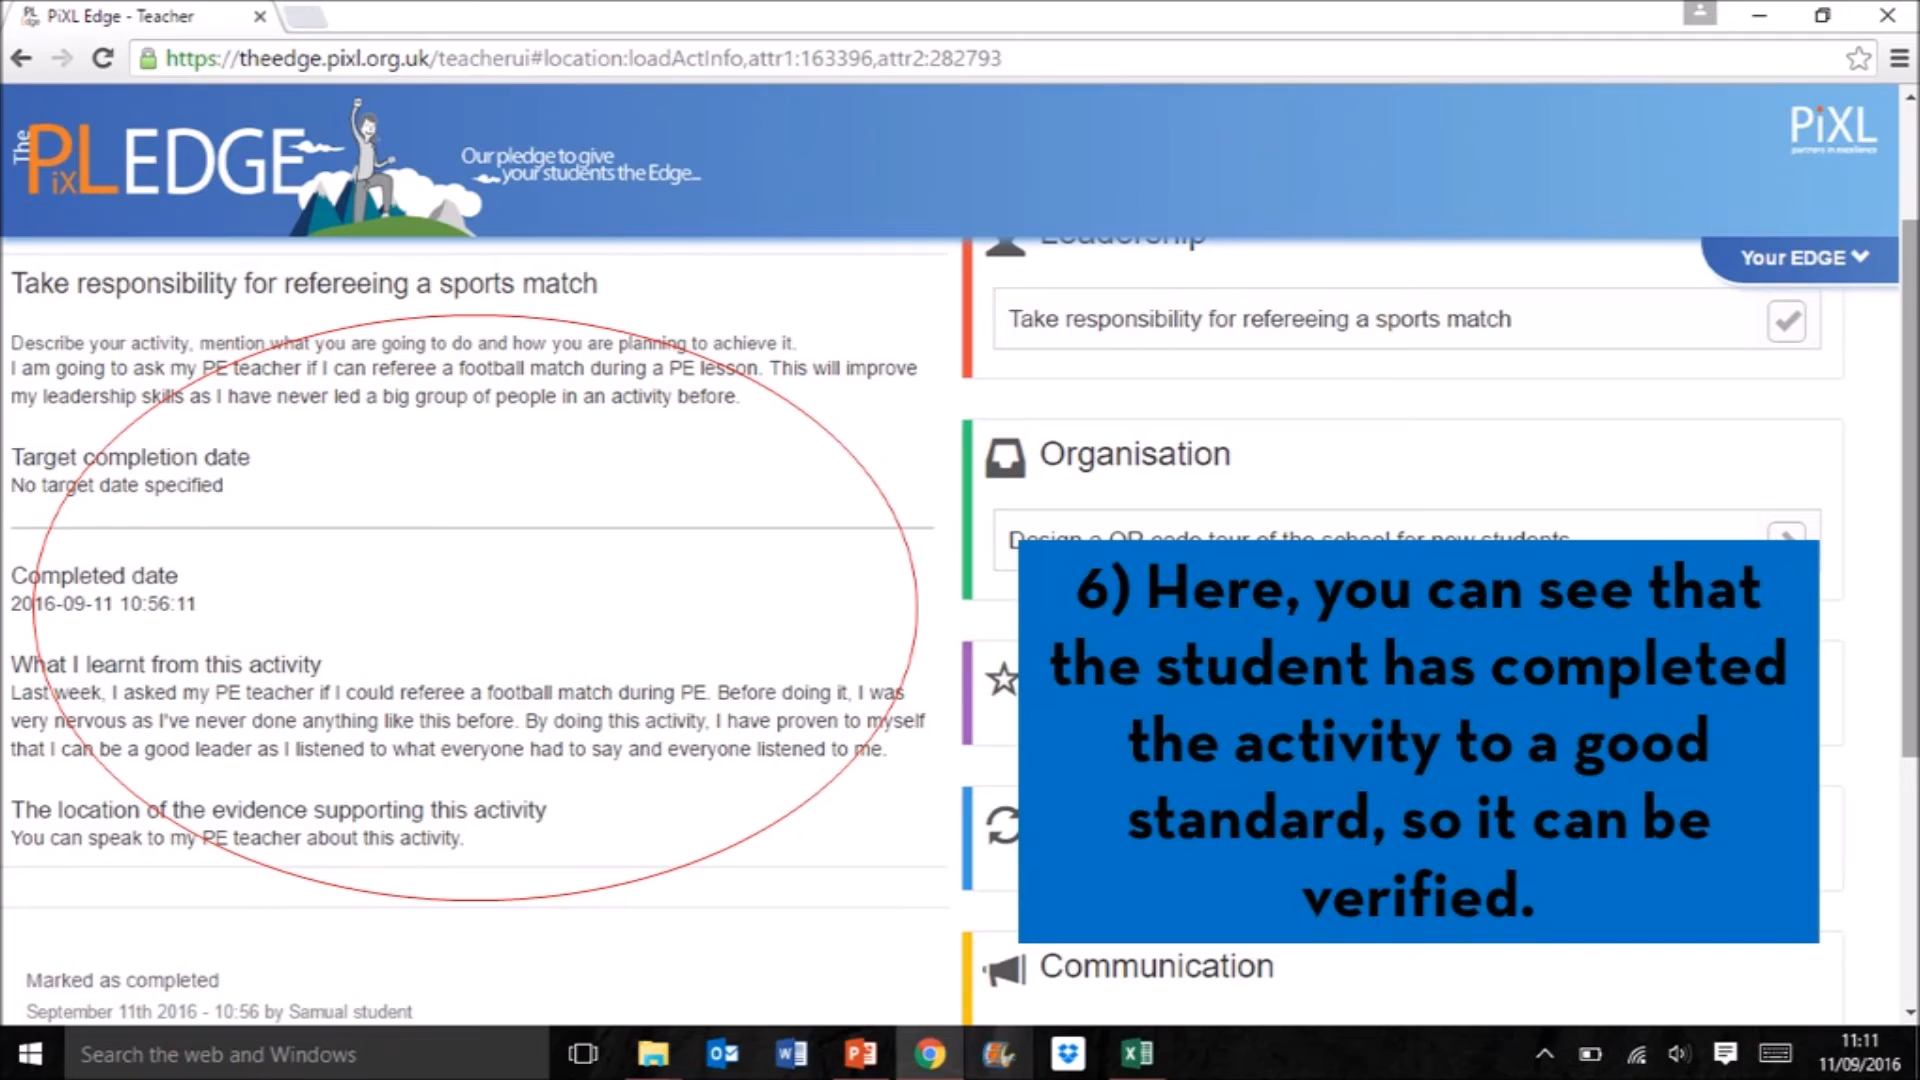 PiXL Edge - Teacher
https://theedge.pixl.org.uk/teacherui#location:loadActInfo,attr1:163396,attr2:282793
The PiXL EDGE
Our pledge to give
your students the Edge...
PiXL
partners in excellence
Your EDGE
Take responsibility for refereeing a sports match
Describe your activity, mention what you are going to do and how you are planning to achieve it.
I am going to ask my PE teacher if I can referee a football match during a PE lesson. This will improve
my leadership skills as I have never led a big group of people in an activity before.
Target completion date
No target date specified
Completed date
2016-09-11 10:56:11
What I learnt from this activity
Last week, I asked my PE teacher if I could referee a football match during PE. Before doing it, I was
very nervous as I've never done anything like this before. By doing this activity, I have proven to myself
that I can be a good leader as I listened to what everyone had to say and everyone listened to me.
The location of the evidence supporting this activity
You can speak to my PE teacher about this activity.
Marked as completed
September 11th 2016 - 10:56 by Samual student
Leadership
Take responsibility for refereeing a sports match
Organisation
Design a QR code tour of the school for new students
6) Here, you can see that
the student has completed
the activity to a good
standard, so it can be
verified.
Communication
Search the web and Windows
11:11
11/09/2016